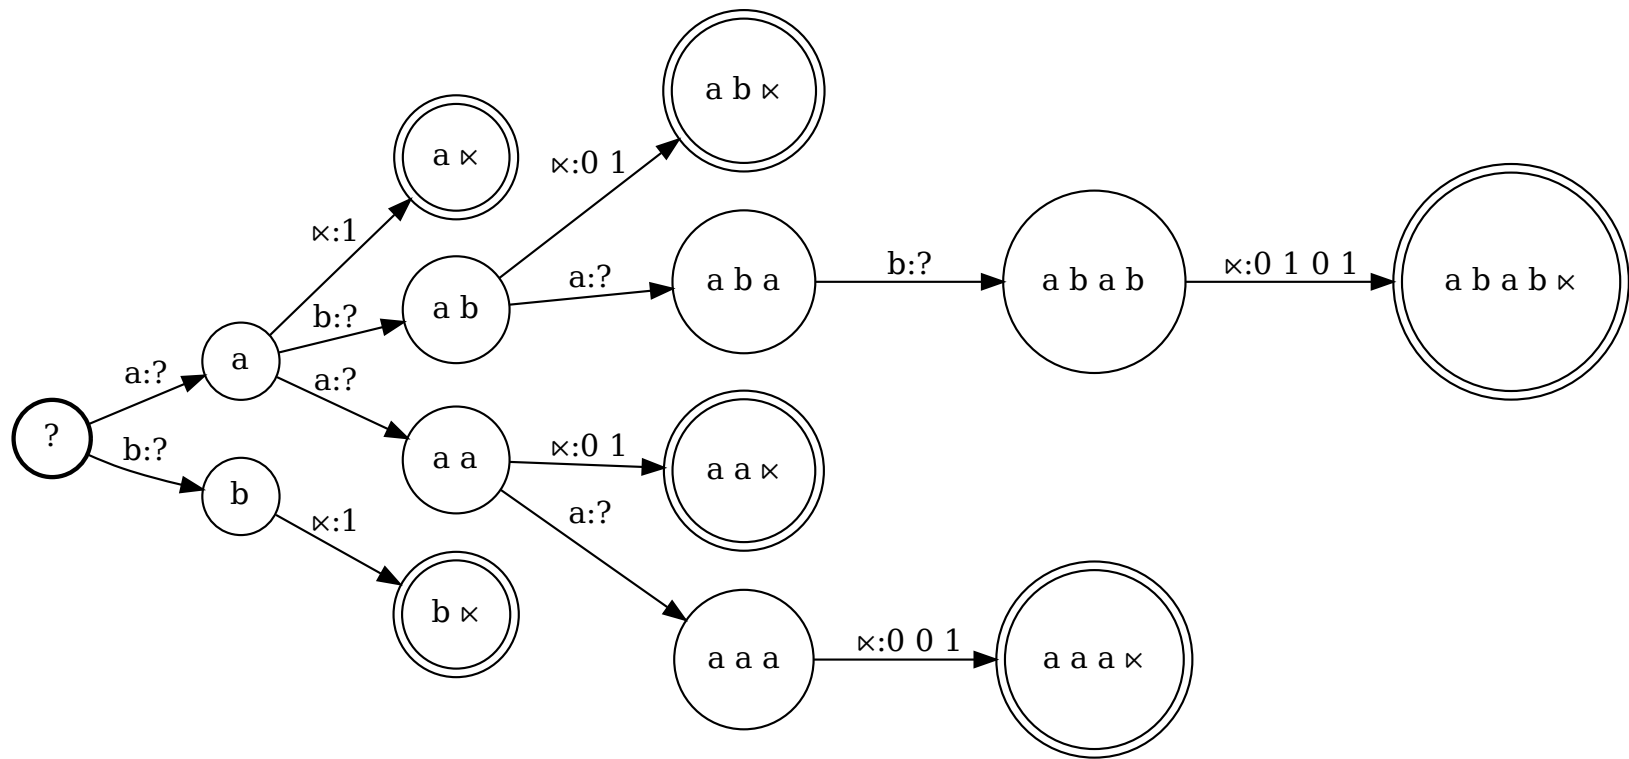 ?
a:?
b:?
a
b
⋉:1
b:?
a:?
⋉:1
a ⋉
a b
a a
b ⋉
⋉:0 1
a:?
⋉:0 1
a:?
a b ⋉
a b a
a a ⋉
a a a
b:?
⋉:0 0 1
a b a b
a a a ⋉
⋉:0 1 0 1
a b a b ⋉